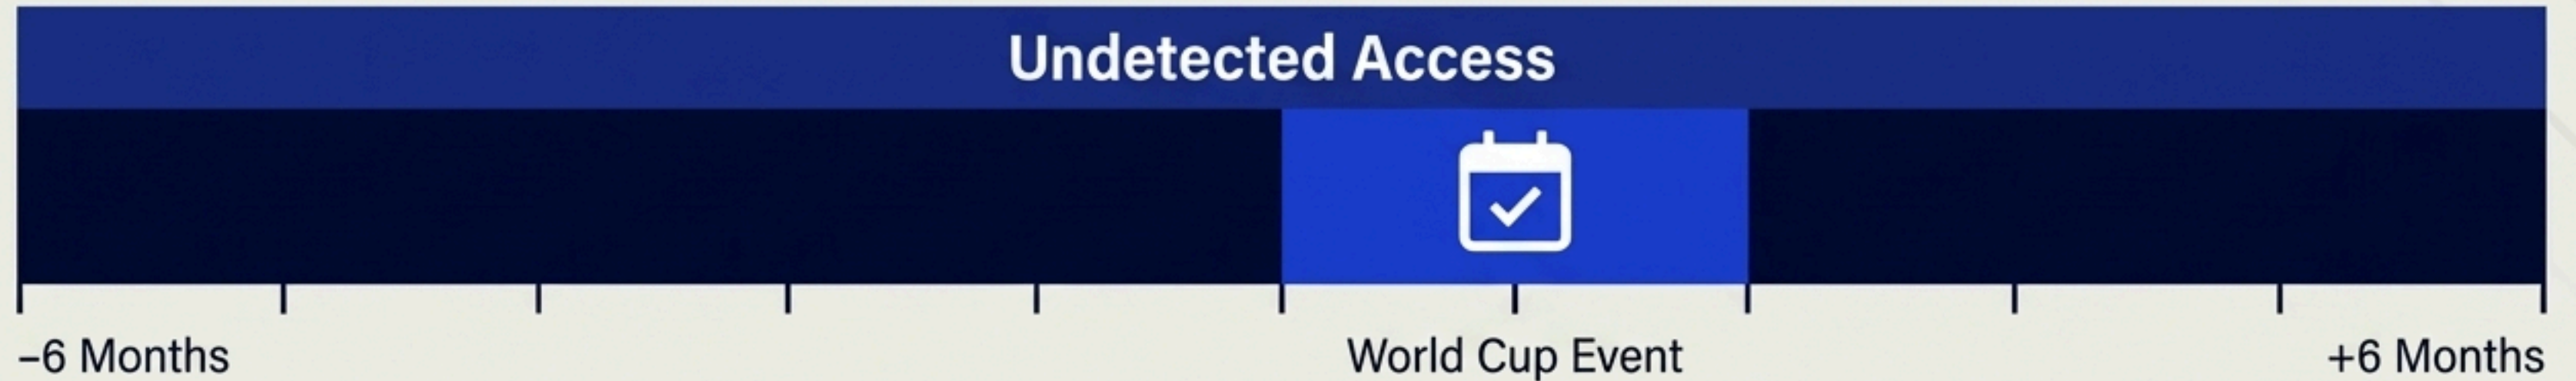 Undetected Access
–6 Months
World Cup Event
+6 Months